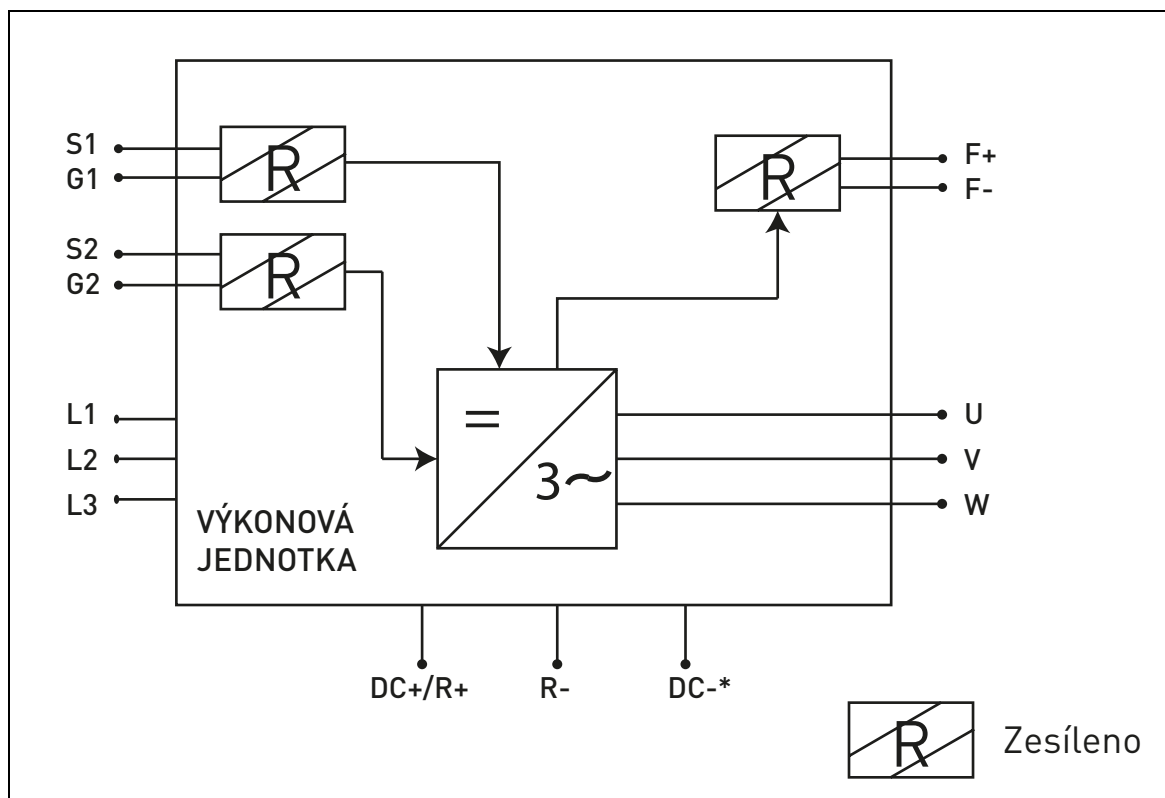 S1
G1
R
R
F+
F-
S2
G2
R
L1
L2
L3
=
3~
U
V
W
VÝKONOVÁ
JEDNOTKA
DC+/R+
R-
DC-*
R
Zesíleno